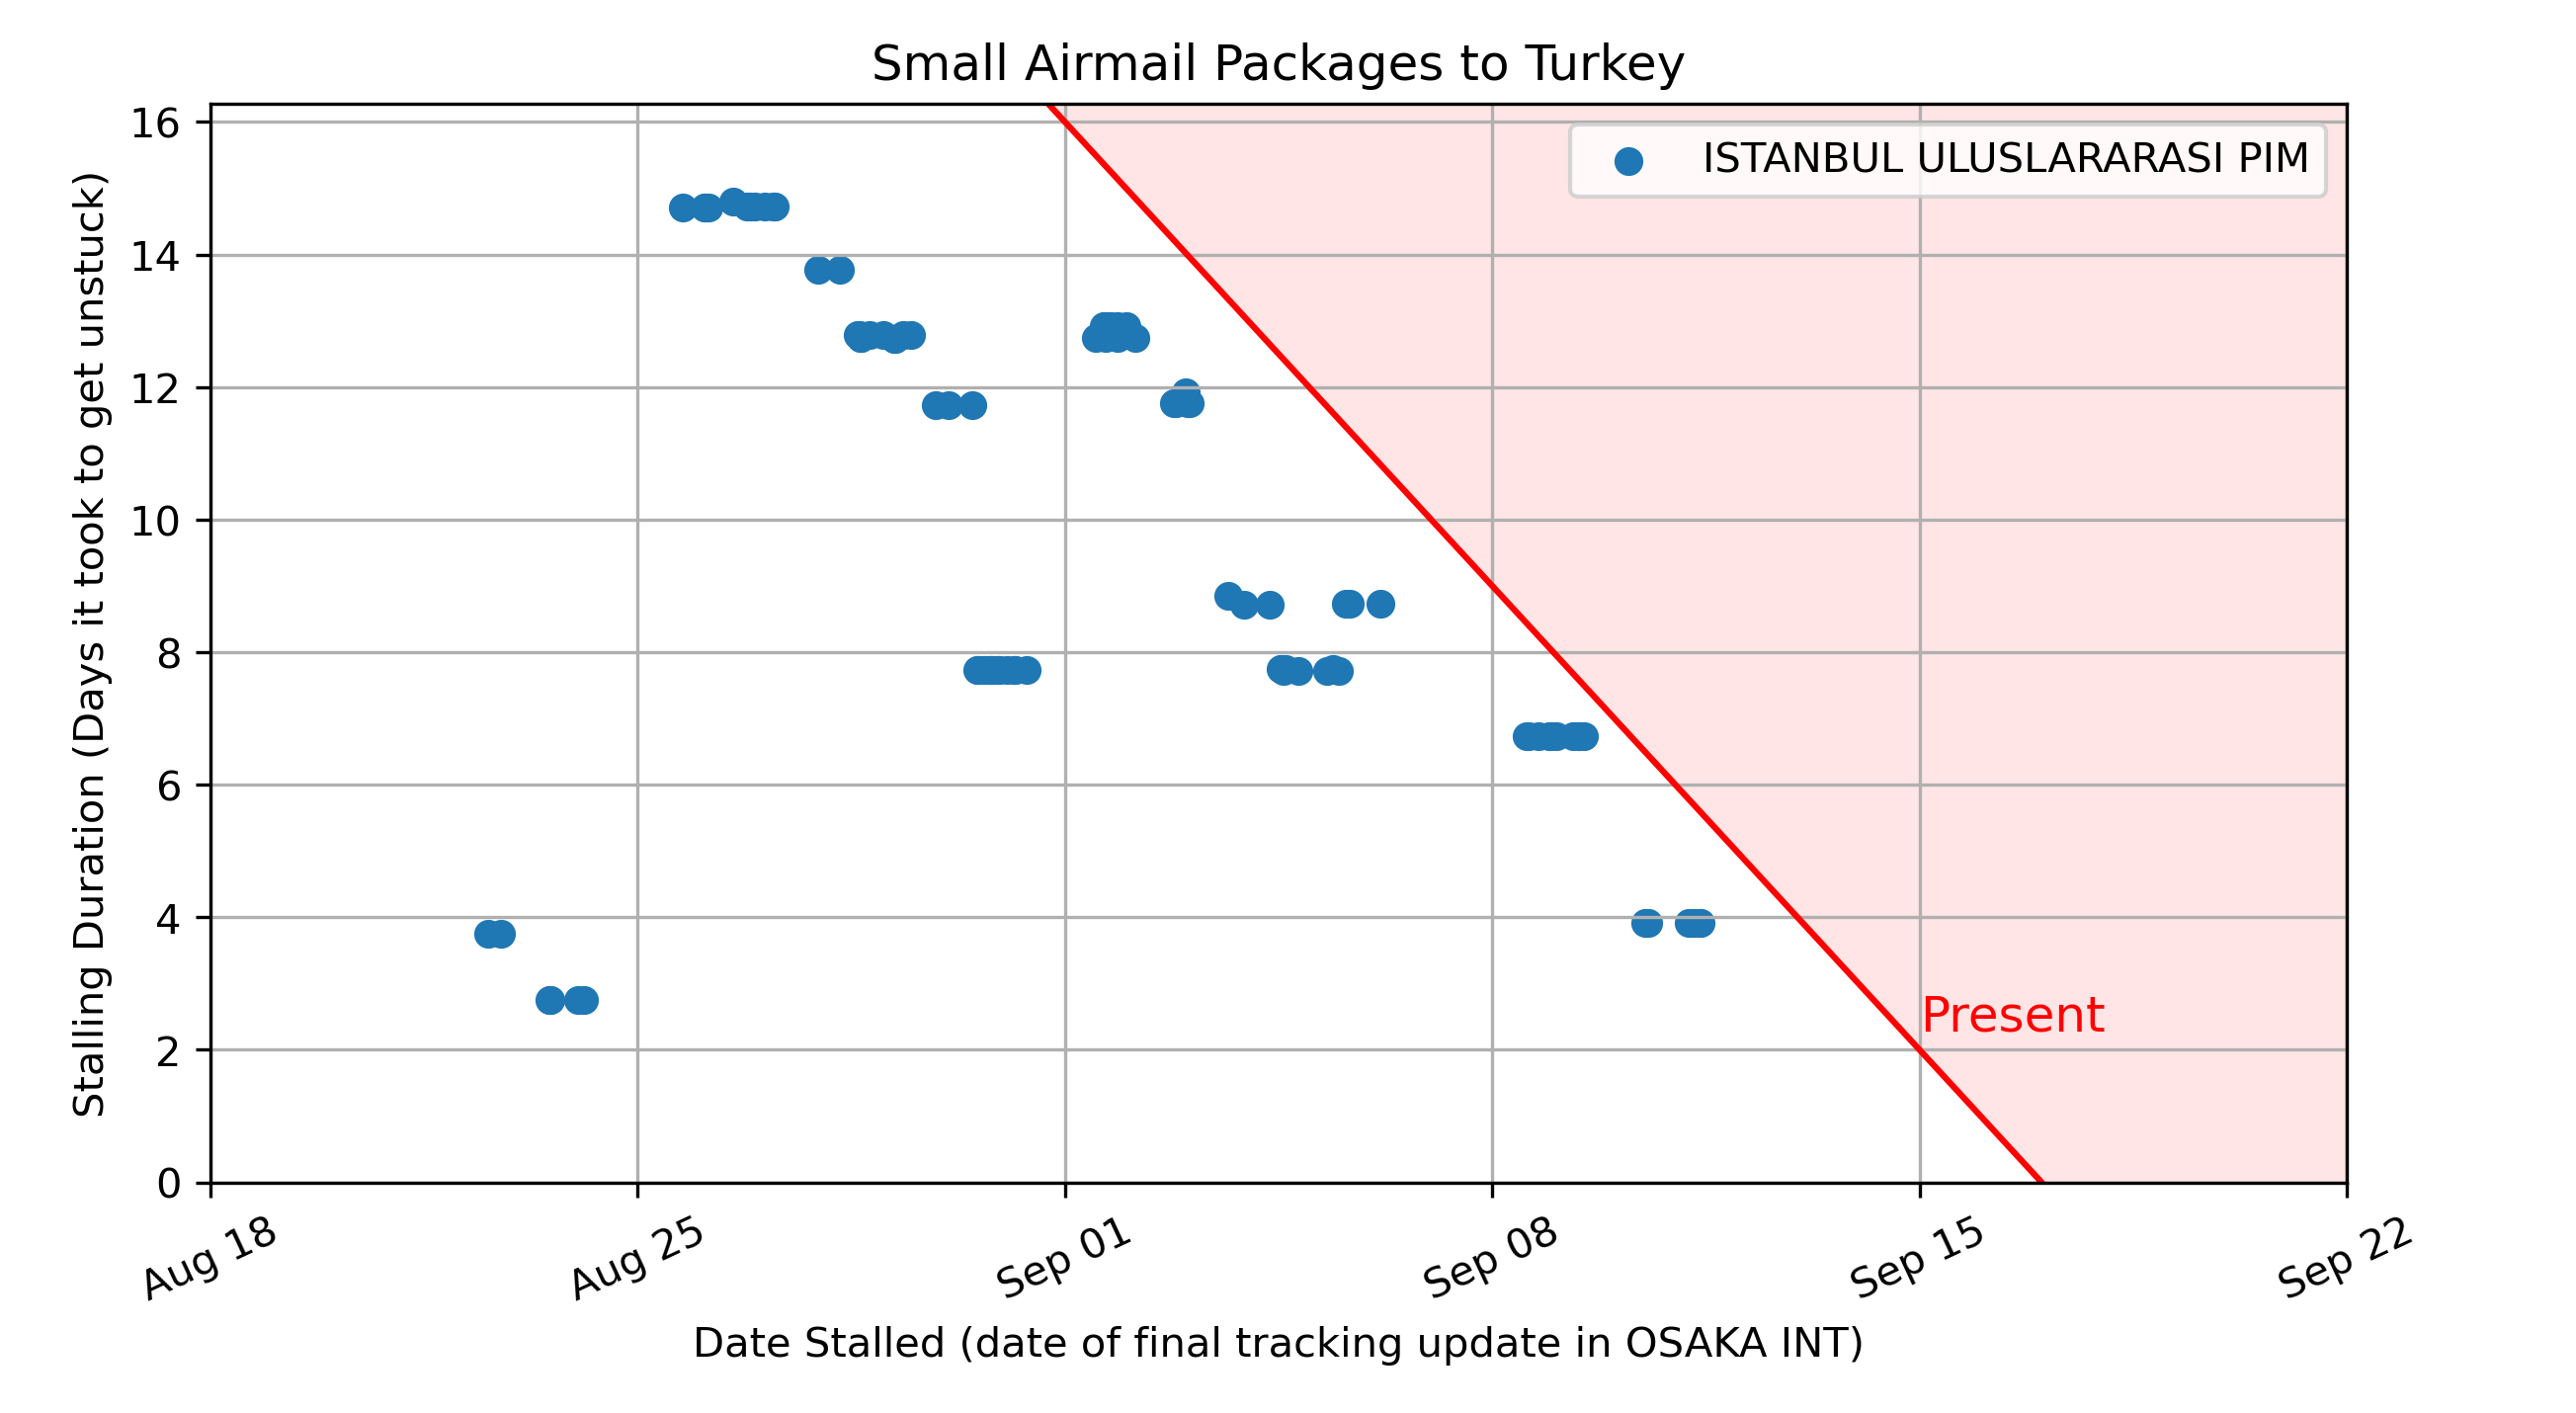 Small Airmail Packages to Turkey
Stalling Duration (Days it took to get unstuck)
16
14
12
10
8
6
4
2
0
ISTANBUL ULUSLARARASI PIM
Present
Aug 18
Aug 25
Sep 01
Sep 08
Sep 15
Sep 22
Date Stalled (date of final tracking update in OSAKA INT)